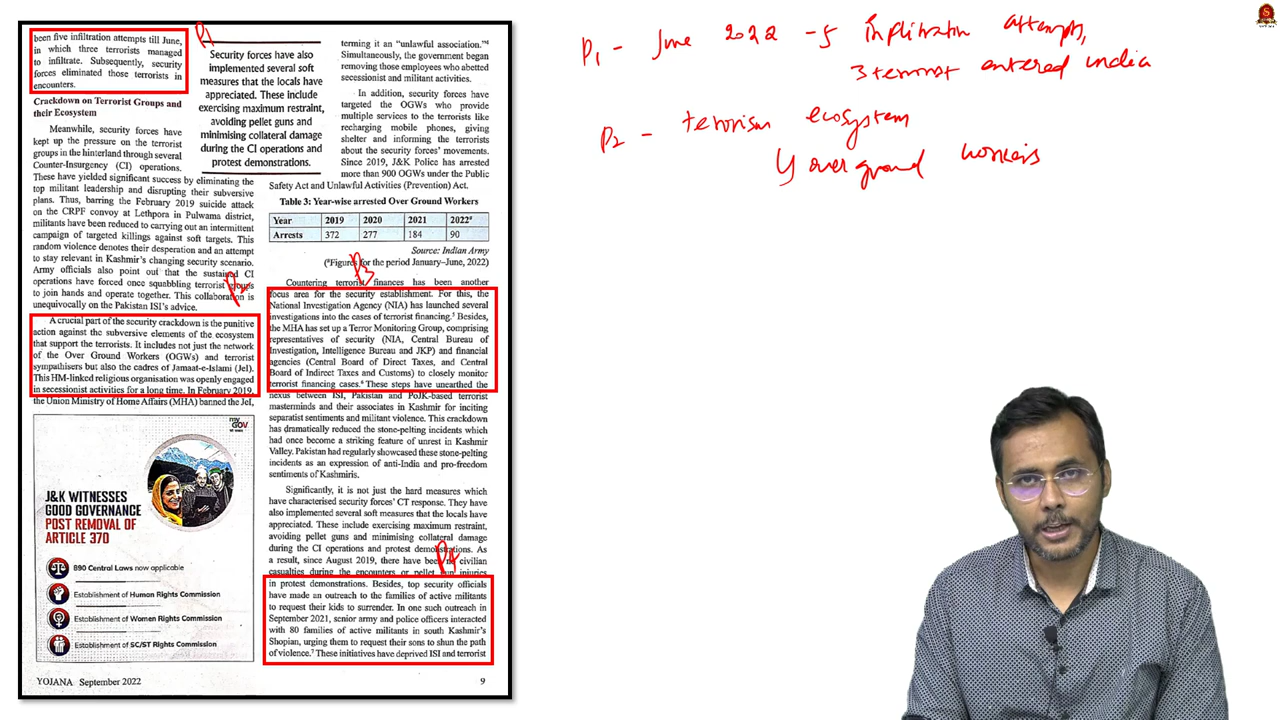 been five infiltration attempts till June,
in which three terrorists managed
to infiltrate. Subsequently, security
forces eliminated those terrorists in
encounters.
Crackdown on Terrorist Groups and
their Ecosystem
Meanwhile, security forces have
kept up the pressure on the terrorist
groups in the hinterland through several
Counter-Insurgency (CI) operations.
These have yielded significant success by eliminating the
top militant leadership and disrupting their subversive
plans. Thus, barring the February 2019 suicide attack
on the CRPF convoy at Lethpora in Pulwama district,
militants have been reduced to carrying out an intermittent
campaign of targeted killings against soft targets. This
random violence denotes their desperation and an attempt
to stay relevant in Kashmir's changing security scenario.
Army officials also point out that the sustained CI
operations have forced once squabbling terrorist groups
to join hands and operate together. This collaboration is
unequivocally on the Pakistan ISI's advice.
A crucial part of the security crackdown is the punitive
action against the subversive elements of the ecosystem
that support the terrorists. It includes not just the network
of the Over Ground Workers (OGWs) and terrorist
sympathisers but also the cadres of Jamaat-e-Islami (JeI).
This HM-linked religious organisation was openly engaged
in secessionist activities for a long time. In February 2019,
the Union Ministry of Home Affairs (MHA) banned the JeI,
my
GOV
J&K WITNESSES
GOOD GOVERNANCE
POST REMOVAL OF
ARTICLE 370
890 Central Laws now applicable
Establishment of Human Rights Commission
Establishment of Women Rights Commission
Establishment of SC/ST Rights Commission
YOJANA September 2022
P1
Security forces have also
implemented several soft
measures that the locals have
appreciated. These include
exercising maximum restraint,
avoiding pellet guns and
minimising collateral damage
during the CI operations and
protest demonstrations.
terming it an "unlawful association."4
Simultaneously, the government began
removing those employees who abetted
secessionist and militant activities.
In addition, security forces have
targeted the OGWs who provide
multiple services to the terrorists like
recharging mobile phones, giving
shelter and informing the terrorists
about the security forces' movements.
Since 2019, J&K Police has arrested
more than 900 OGWs under the Public
Safety Act and Unlawful Activities (Prevention) Act.
Table 3: Year-wise arrested Over Ground Workers
Year 2019 2020 2021 2022*
Arrests 372 277 184 90
Source: Indian Army
(*Figures for the period January–June, 2022)
P2
P3
Countering terrorist finances has been another
focus area for the security establishment. For this, the
National Investigation Agency (NIA) has launched several
investigations into the cases of terrorist financing.5 Besides,
the MHA has set up a Terror Monitoring Group, comprising
representatives of security (NIA, Central Bureau of
Investigation, Intelligence Bureau and JKP) and financial
agencies (Central Board of Direct Taxes, and Central
Board of Indirect Taxes and Customs) to closely monitor
terrorist financing cases.6 These steps have unearthed the
nexus between ISI, Pakistan and PoJK-based terrorist
masterminds and their associates in Kashmir for inciting
separatist sentiments and militant violence. This crackdown
has dramatically reduced the stone-pelting incidents which
had once become a striking feature of unrest in Kashmir
Valley. Pakistan had regularly showcased these stone-pelting
incidents as an expression of anti-India and pro-freedom
sentiments of Kashmiris.
Significantly, it is not just the hard measures which
have characterised security forces' CT response. They have
also implemented several soft measures that the locals have
appreciated. These include exercising maximum restraint,
avoiding pellet guns and minimising collateral damage
during the CI operations and protest demonstrations. As
a result, since August 2019, there have been no civilian
casualties during the encounters or pellet gun injuries
P4
in protest demonstrations. Besides, top security officials
have made an outreach to the families of active militants
to request their kids to surrender. In one such outreach in
September 2021, senior army and police officers interacted
with 80 families of active militants in south Kashmir's
Shopian, urging them to request their sons to shun the path
of violence.7 These initiatives have deprived ISI and terrorist
9
P1 - June 2022 - 5 Infiltration attempts,
3 terrorist entered india
P2 - terrorism ecosystem
over ground workers